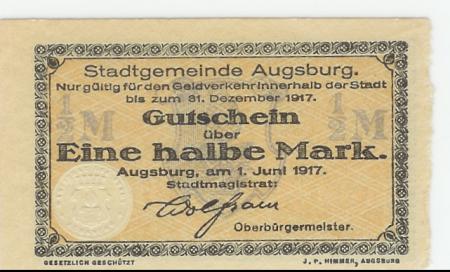 Stadtgemeinde Augsburg.
Nur gültig für den Geldverkehr innerhalb der Stadt
bis zum 31. Dezember 1917.
Gutschein
über
1/2 M
1/2 M
Eine halbe Mark.
Augsburg, am 1. Juni 1917.
Stadtmagistrat:
Wolfram
Oberbürgermeister.
GESETZLICH GESCHÜTZT
J. P. HIMMER, AUGSBURG